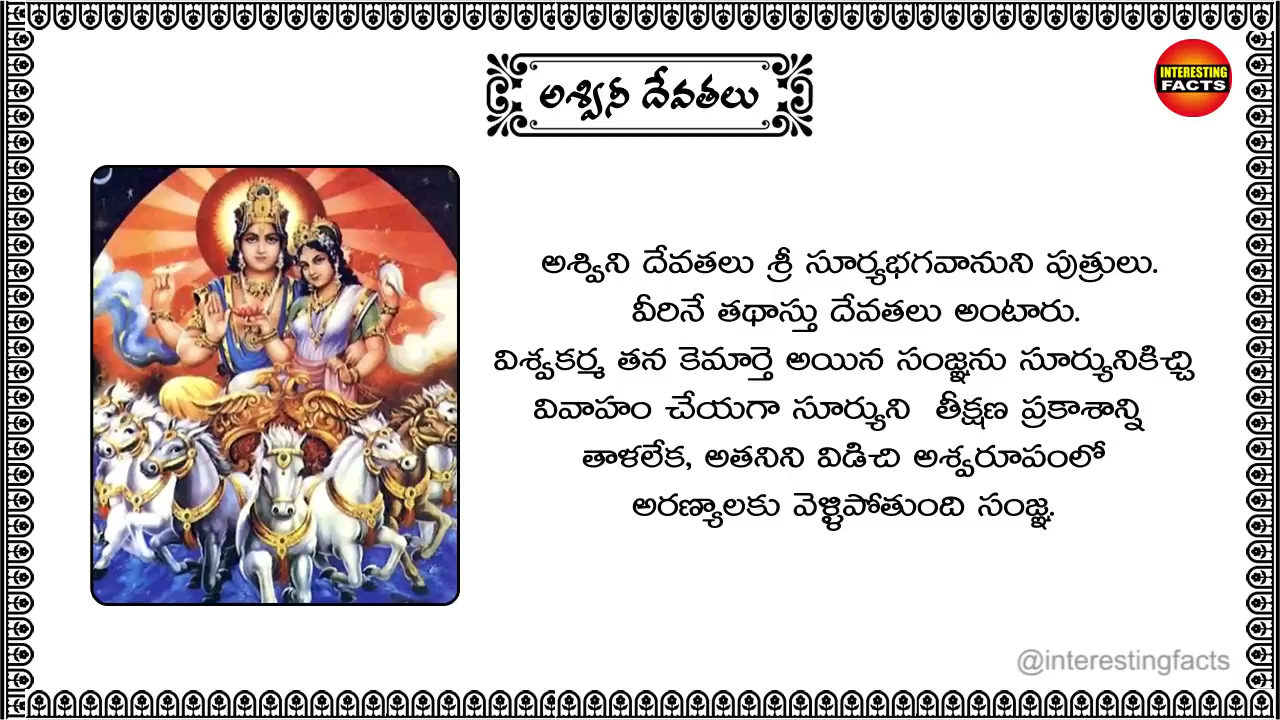 అశ్వినీ దేవతలు
INTERESTING
FACTS
అశ్విని దేవతలు శ్రీ సూర్యభగవానుని పుత్రులు.
వీరినే తథాస్తు దేవతలు అంటారు.
విశ్వకర్మ తన కెమార్తె అయిన సంజ్ఞను సూర్యునికిచ్చి
వివాహం చేయగా సూర్యుని తీక్షణ ప్రకాశాన్ని
తాళలేక, అతనిని విడిచి అశ్వరూపంలో
అరణ్యాలకు వెళ్ళిపోతుంది సంజ్ఞ.
@interestingfacts